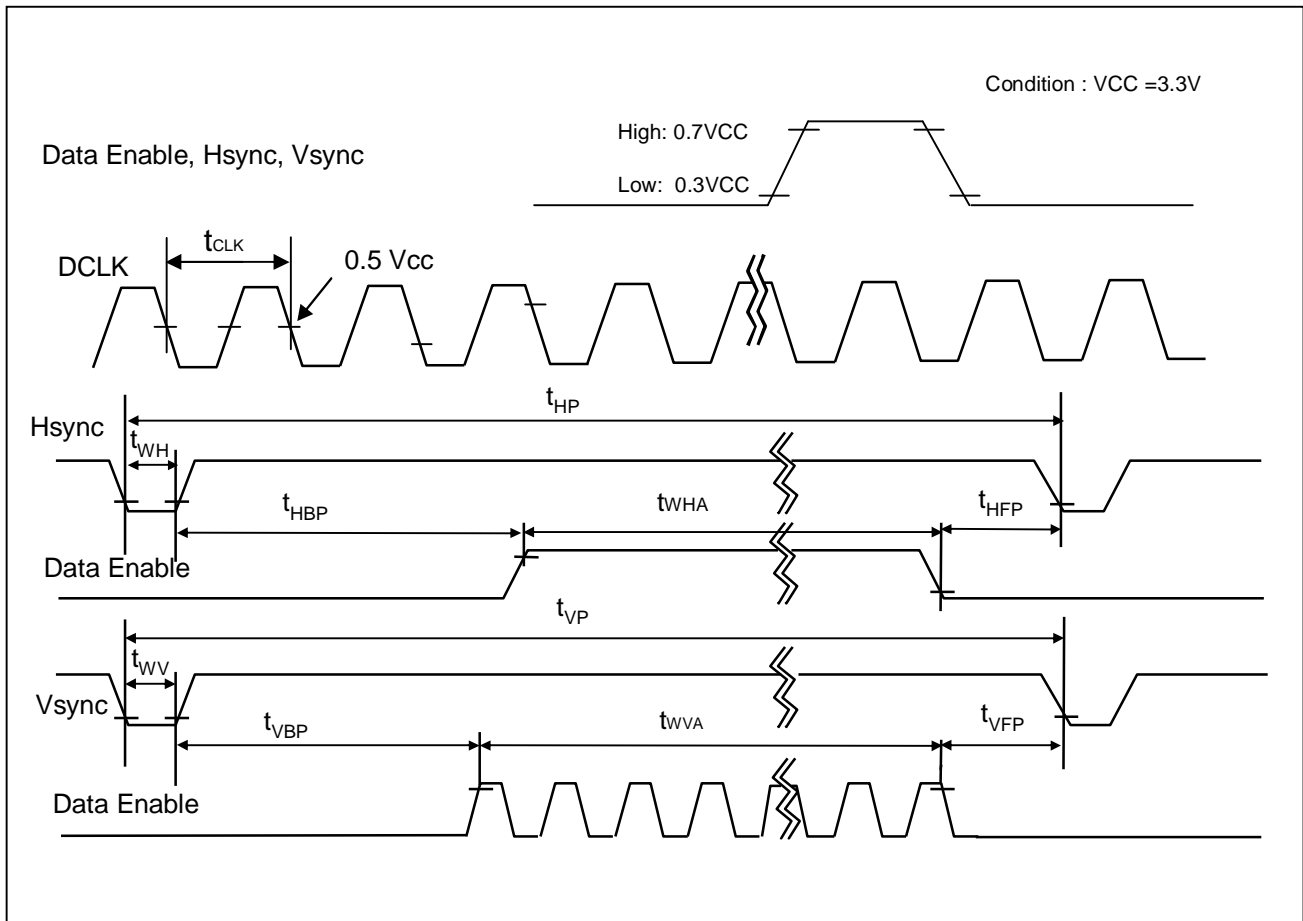 Condition : VCC =3.3V
High: 0.7VCC
Data Enable, Hsync, Vsync
Low: 0.3VCC
tCLK
DCLK
0.5 Vcc
tHP
Hsync
tWH
tHBP
tWHA
tHFP
Data Enable
tVP
tWV
Vsync
tVBP
tWVA
tVFP
Data Enable